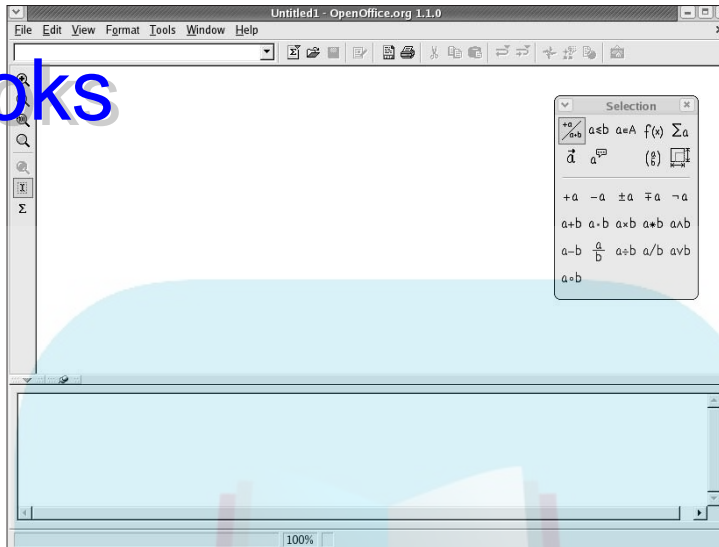 Untitled1 - OpenOffice.org 1.1.0
File Edit View Format Tools Window Help
oks
Selection
+a/a+b a≤b a∈A f(x) Σa
a⃗ a (a b)
+a -a ±a ∓a ¬a
a+b a·b a×b a*b a∧b
a-b a/b a÷b a/b a∨b
a∘b
Σ
100%